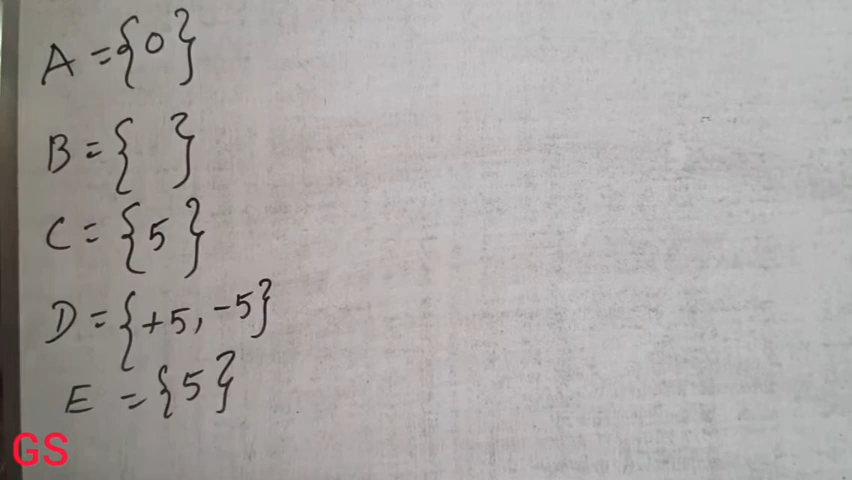 A = {0}
B = { }
C = {5}
D = {+5, -5}
E = {5}
GS